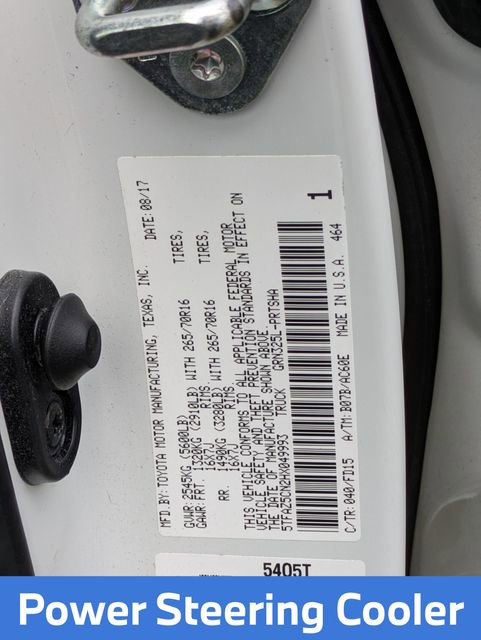 MFD.BY:TOYOTA MOTOR MANUFACTURING, TEXAS, INC. DATE: 08/17
GVWR:2545KG(5600LB)
GAWR:FRT. 1320KG (2910LB) WITH 265/70R16 TIRES,
16X7J RIMS.
RR. 1490KG (3280LB) WITH 265/70R16 TIRES,
16X7J RIMS.
THIS VEHICLE CONFORMS TO ALL APPLICABLE FEDERAL MOTOR
VEHICLE SAFETY AND THEFT PREVENTION STANDARDS IN EFFECT ON
THE DATE OF MANUFACTURE SHOWN ABOVE.
5TFAZ5CN2HX049993 TRUCK GRN325L-PRTSHA
1
C/TR:040/FD15 A/TM:B07B/AC60E MADE IN U.S.A. 464
5405T
Power Steering Cooler